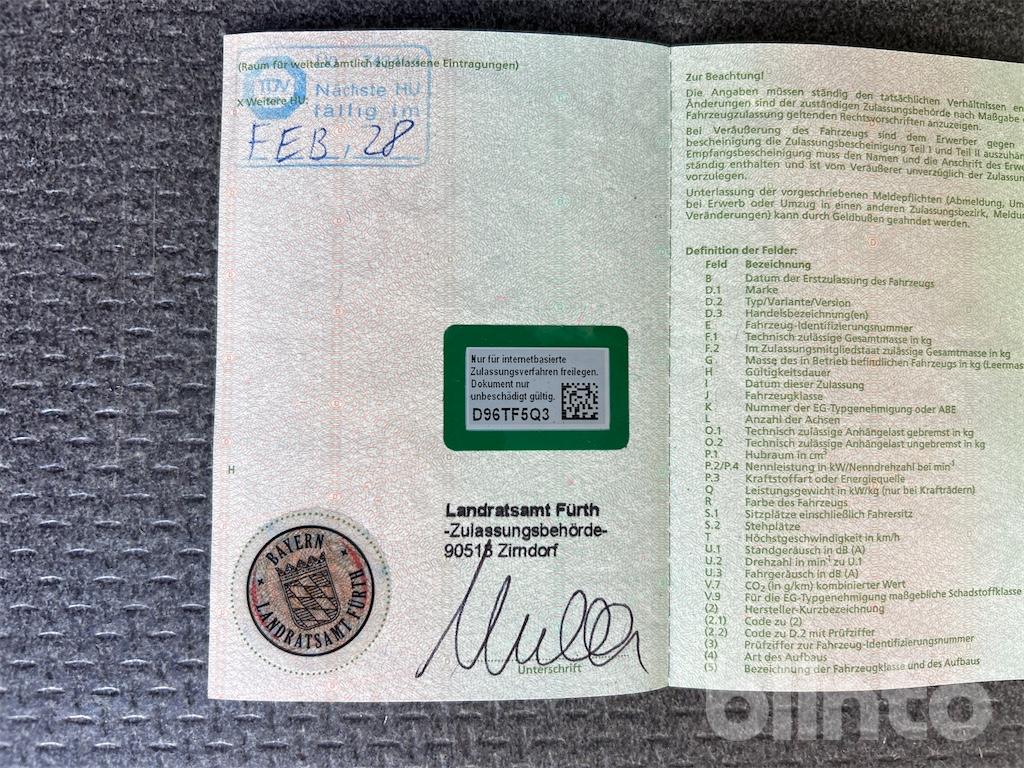 (Raum für weitere amtlich zugelassene Eintragungen)
TÜV
X Weitere HU:
Nächste HU
fällig im
FEB. 28
Nur für internetbasierte
Zulassungsverfahren freilegen.
Dokument nur
unbeschädigt gültig.
D96TF5Q3
H
Landratsamt Fürth
-Zulassungsbehörde-
90513 Zirndorf
BAYERN
LANDRATSAMT FÜRTH
Unterschrift
Zur Beachtung!
Die Angaben müssen ständig den tatsächlichen Verhältnissen
Änderungen sind der zuständigen Zulassungsbehörde nach Maßgabe
Fahrzeugzulassung geltenden Rechtsvorschriften anzuzeigen.
Bei Veräußerung des Fahrzeugs sind dem Erwerber gegen
bescheinigung die Zulassungsbescheinigung Teil I und Teil II
Empfangsbescheinigung muss den Namen und die Anschrift des
ständig enthalten und ist vom Veräußerer unverzüglich der
vorzulegen.
Unterlassung der vorgeschriebenen Meldepflichten (Abmeldung,
bei Erwerb oder Umzug in einen anderen Zulassungsbezirk,
Veränderungen) kann durch Geldbußen geahndet werden.
Definition der Felder:
Feld Bezeichnung
B Datum der Erstzulassung des Fahrzeugs
D.1 Marke
D.2 Typ/Variante/Version
D.3 Handelsbezeichnung(en)
E Fahrzeug-Identifizierungsnummer
F.1 Technisch zulässige Gesamtmasse in kg
F.2 Im Zulassungsmitgliedstaat zulässige Gesamtmasse in kg
G Masse des in Betrieb befindlichen Fahrzeugs in kg
H Gültigkeitsdauer
I Datum dieser Zulassung
J Fahrzeugklasse
K Nummer der EG-Typgenehmigung oder ABE
L Anzahl der Achsen
O.1 Technisch zulässige Anhängelast gebremst in kg
O.2 Technisch zulässige Anhängelast ungebremst in kg
P.1 Hubraum in cm³
P.2/P.4 Nennleistung in kW/Nenndrehzahl bei min⁻¹
P.3 Kraftstoffart oder Energiequelle
Q Leistungsgewicht in kW/kg (nur bei Krafträdern)
R Farbe des Fahrzeugs
S.1 Sitzplätze einschließlich Fahrersitz
S.2 Stehplätze
T Höchstgeschwindigkeit in km/h
U.1 Standgeräusch in dB (A)
U.2 Drehzahl in min⁻¹ zu U.1
U.3 Fahrgeräusch in dB (A)
V.7 CO₂ (in g/km) kombinierter Wert
V.9 Für die EG-Typgenehmigung maßgebliche Schadstoffklasse
(2) Hersteller-Kurzbezeichnung
(2.1) Code zu (2)
(2.2) Code zu D.2 mit Prüfziffer
(3) Prüfziffer zur Fahrzeug-Identifizierungsnummer
(4) Art des Aufbaus
(5) Bezeichnung der Fahrzeugklasse und des Aufbaus
blinto